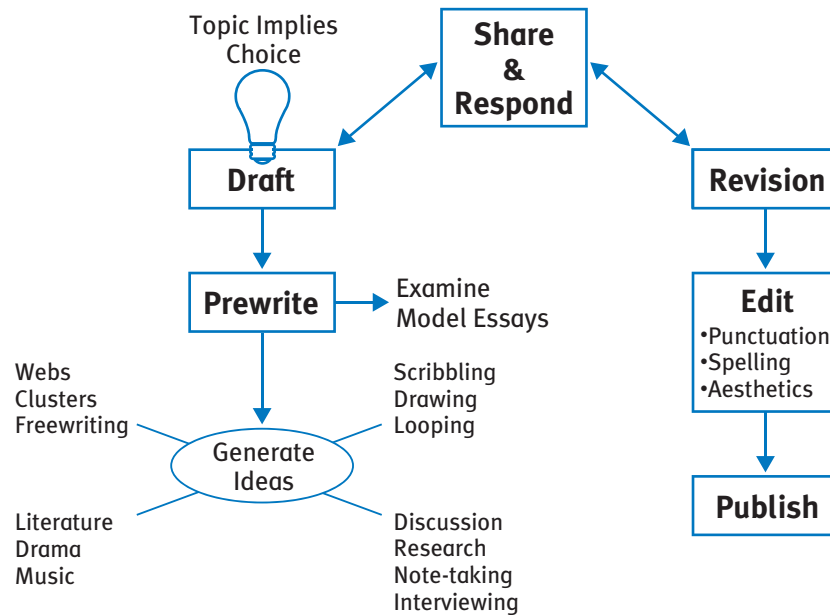 Topic Implies
Choice
Share
&
Respond
Draft
Revision
Prewrite
Examine
Model Essays
Edit
•Punctuation
•Spelling
•Aesthetics
Webs
Clusters
Freewriting
Scribbling
Drawing
Looping
Generate
Ideas
Publish
Literature
Drama
Music
Discussion
Research
Note-taking
Interviewing